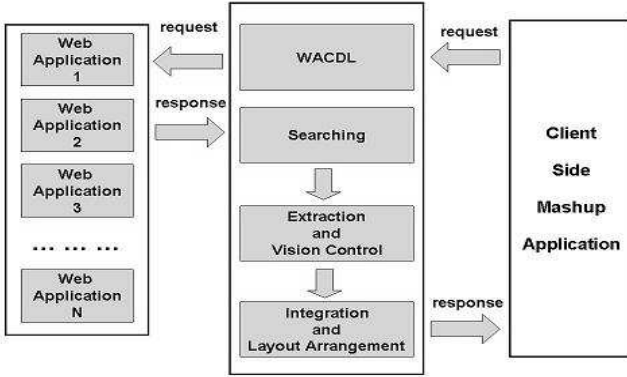 Web
Application
1
Web
Application
2
Web
Application
3
... ... ...
Web
Application
N
request
response
WACDL
Searching
Extraction
and
Vision Control
Integration
and
Layout Arrangement
request
response
Client
Side
Mashup
Application